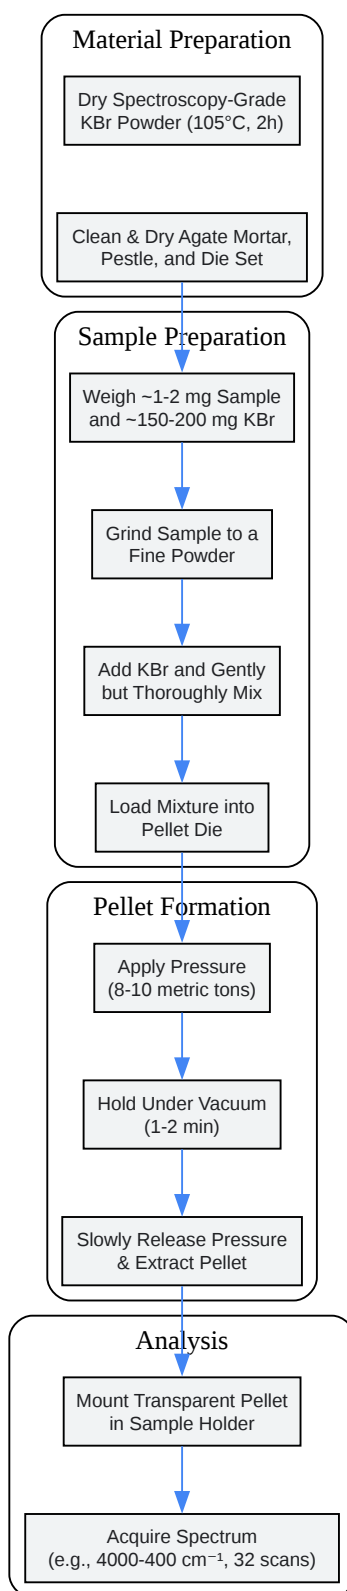 Material Preparation
Dry Spectroscopy-Grade
KBr Powder (105°C, 2h)
Clean & Dry Agate Mortar,
Pestle, and Die Set
Sample Preparation
Weigh ~1-2 mg Sample
and ~150-200 mg KBr
Grind Sample to a
Fine Powder
Add KBr and Gently
but Thoroughly Mix
Load Mixture into
Pellet Die
Pellet Formation
Apply Pressure
(8-10 metric tons)
Hold Under Vacuum
(1-2 min)
Slowly Release Pressure
& Extract Pellet
Analysis
Mount Transparent Pellet
in Sample Holder
Acquire Spectrum
(e.g., 4000-400 cm⁻¹, 32 scans)